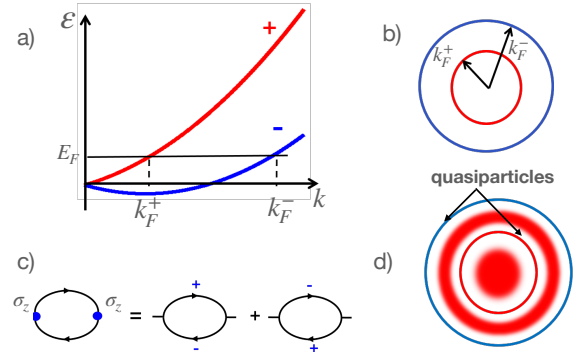 a)
ε
+
-
E_F
k_F^+
k_F^-
k
b)
k_F^+
k_F^-
quasiparticles
d)
c)
σ_z
σ_z
=
+
-
+
-
+